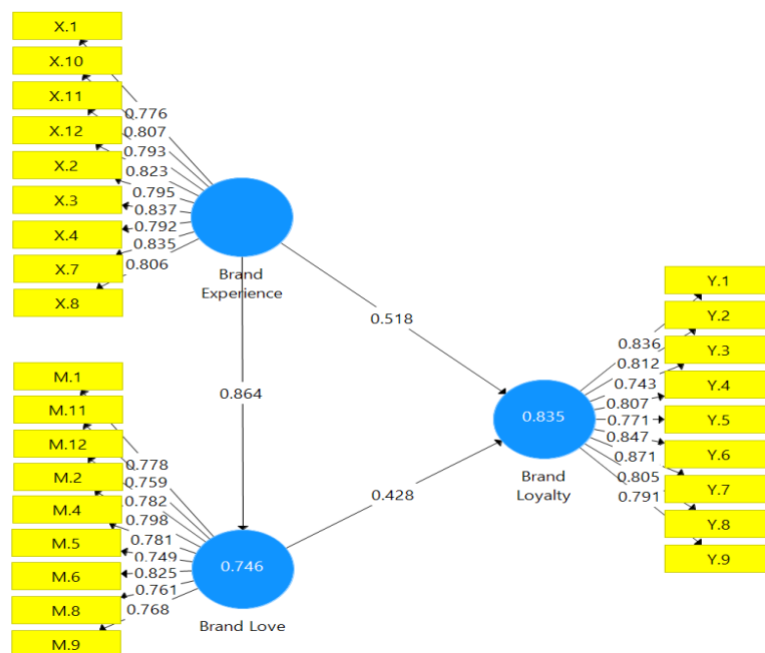 X.1
X.10
X.11
X.12
X.2
X.3
X.4
X.7
X.8
0.776
0.807
0.793
0.823
0.795
0.837
0.792
0.835
0.806
Brand
Experience
0.518
0.864
M.1
M.11
M.12
M.2
M.4
M.5
M.6
M.8
M.9
0.778
0.759
0.782
0.798
0.781
0.749
0.825
0.761
0.768
0.746
Brand Love
0.428
0.835
Brand
Loyalty
0.836
0.812
0.743
0.807
0.771
0.847
0.871
0.805
0.791
Y.1
Y.2
Y.3
Y.4
Y.5
Y.6
Y.7
Y.8
Y.9